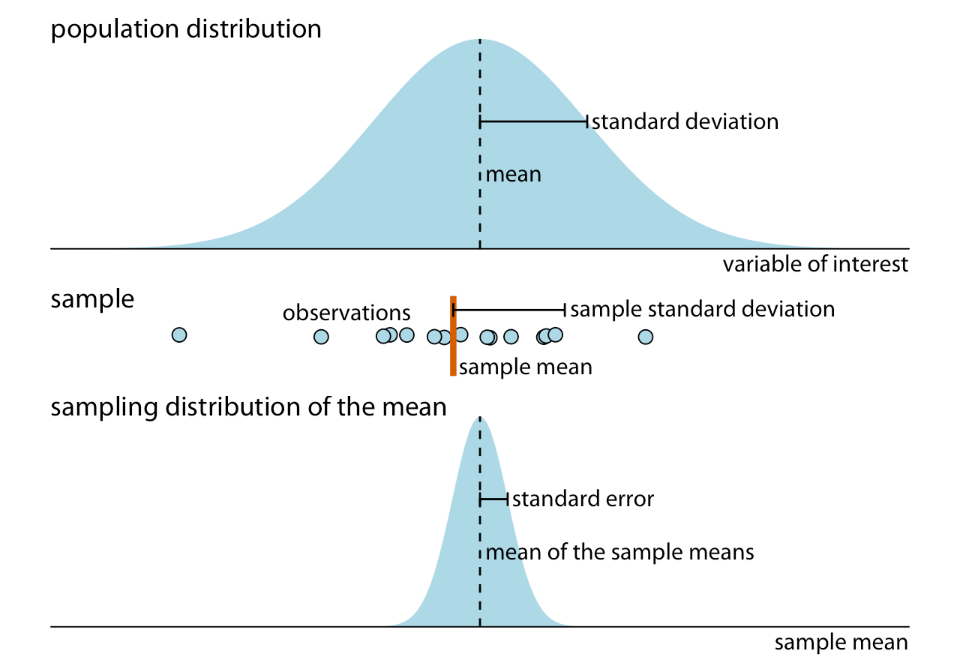 population distribution
standard deviation
mean
variable of interest
sample
observations
sample standard deviation
sample mean
sampling distribution of the mean
standard error
mean of the sample means
sample mean